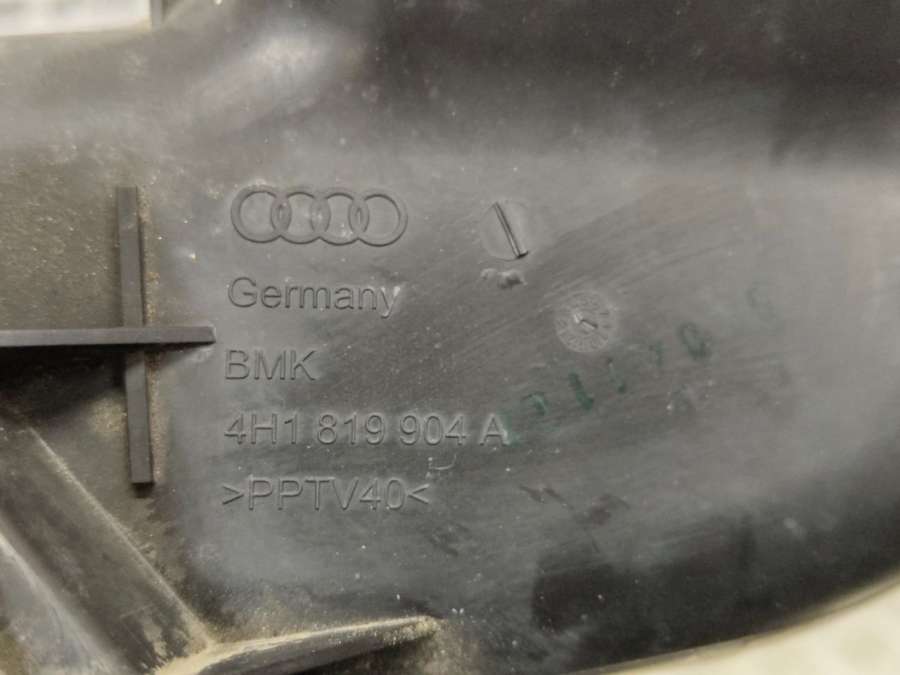 Germany
BMK
4H1 819 904 A
>PPTV40<